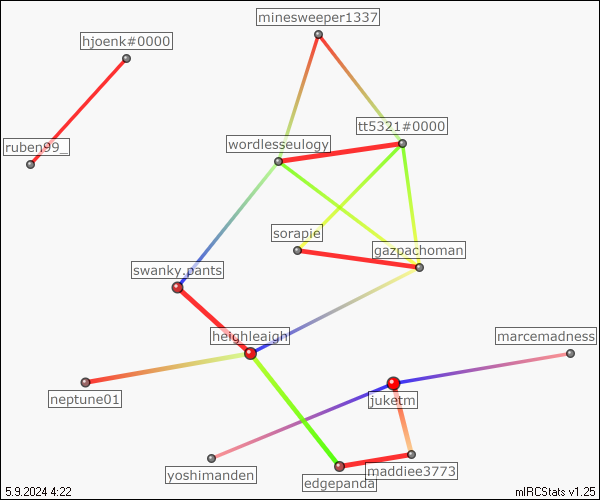 minesweeper1337
hjoenk#0000
tt5321#0000
wordlesseulogy
ruben99_
sorapie
gazpachoman
swanky.pants
heighleaigh
marcemadness
neptune01
juketm
maddiee3773
yoshimanden
edgepanda
5.9.2024 4:22
mIRCStats v1.25